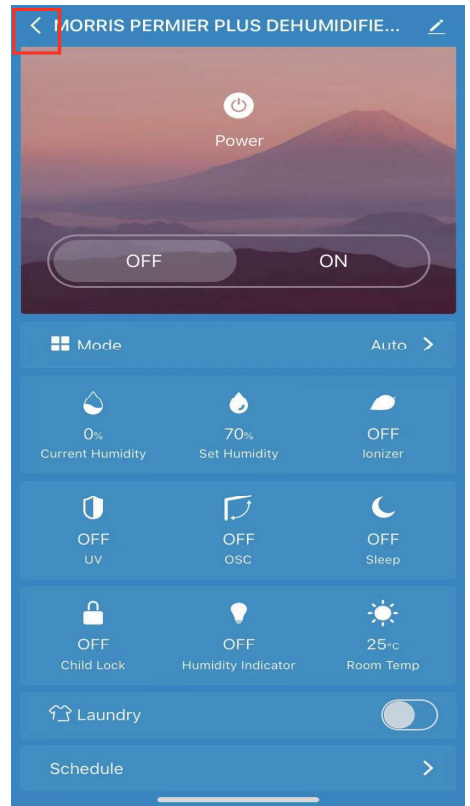 MORRIS PERMIER PLUS DEHUMIDIFIE...
Power
OFF ON
Mode Auto
0% 70% OFF
Current Humidity Set Humidity Ionizer
OFF OFF OFF
UV OSC Sleep
OFF OFF 25°C
Child Lock Humidity Indicator Room Temp
Laundry
Schedule